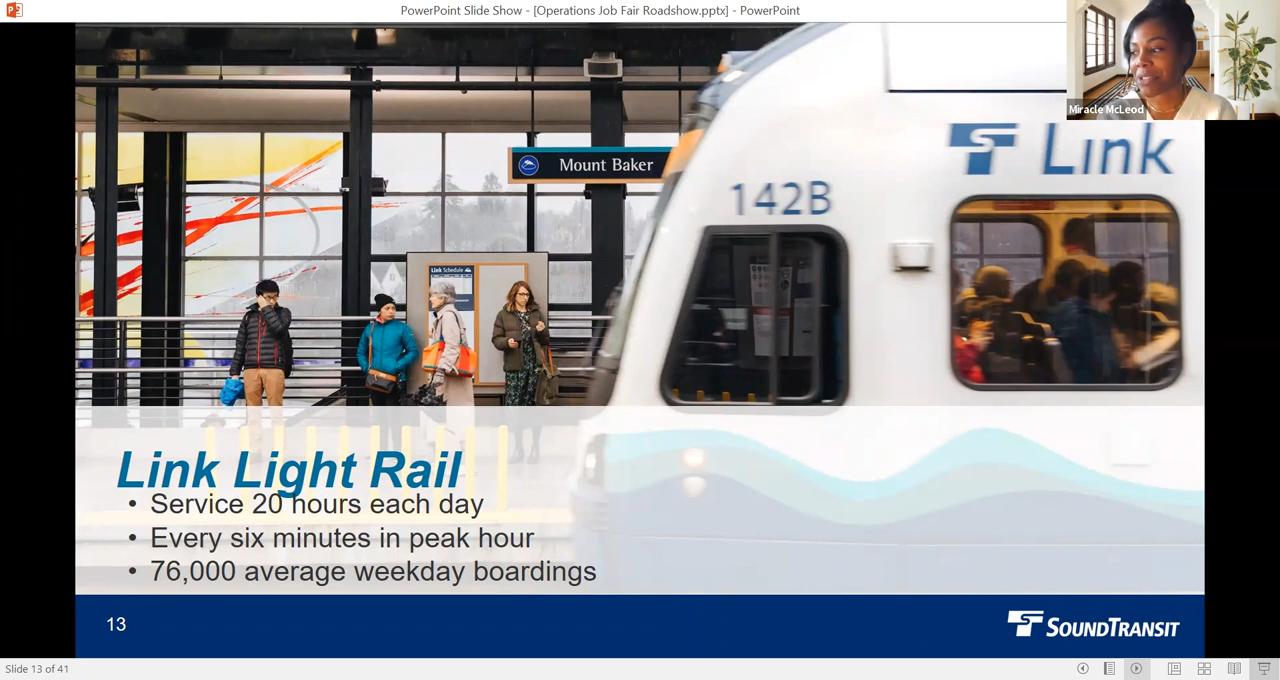 PowerPoint Slide Show - [Operations Job Fair Roadshow.pptx] - PowerPoint
Miracle McLeod
Link
Mount Baker
142B
Link Schedule
Link Light Rail
• Service 20 hours each day
• Every six minutes in peak hour
• 76,000 average weekday boardings
13
SOUNDTRANSIT
Slide 13 of 41